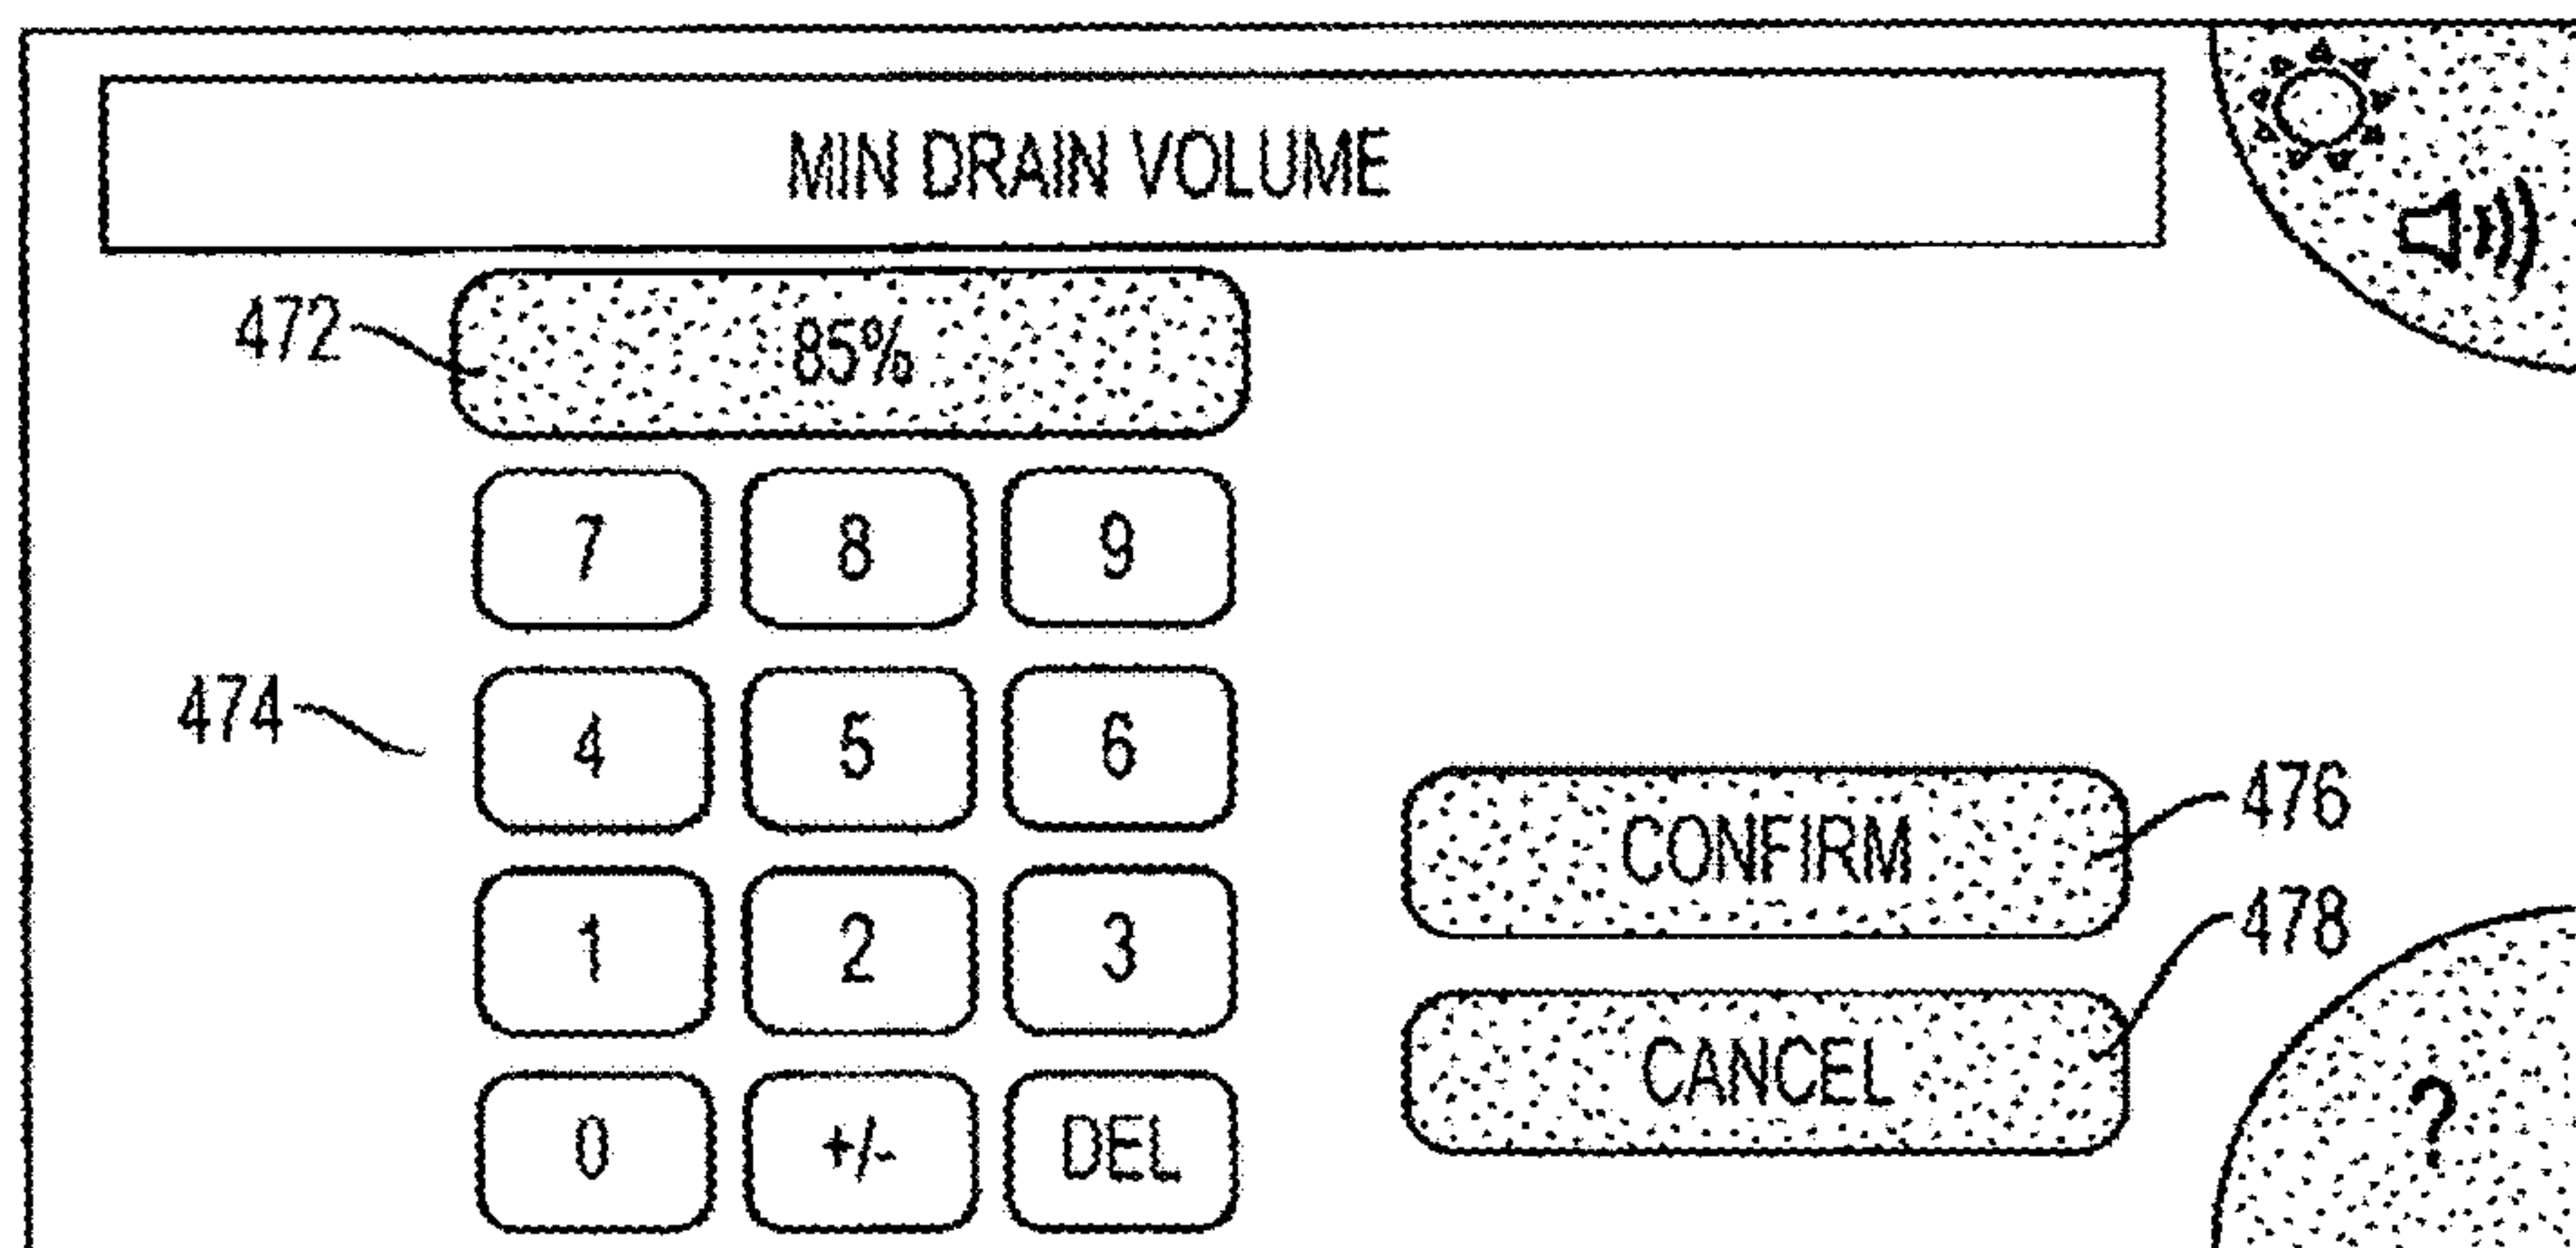 MIN DRAIN VOLUME
472 85%
7 8 9
474 4 5 6
CONFIRM 476
1 2 3
478
CANCEL
0 +/- DEL
?